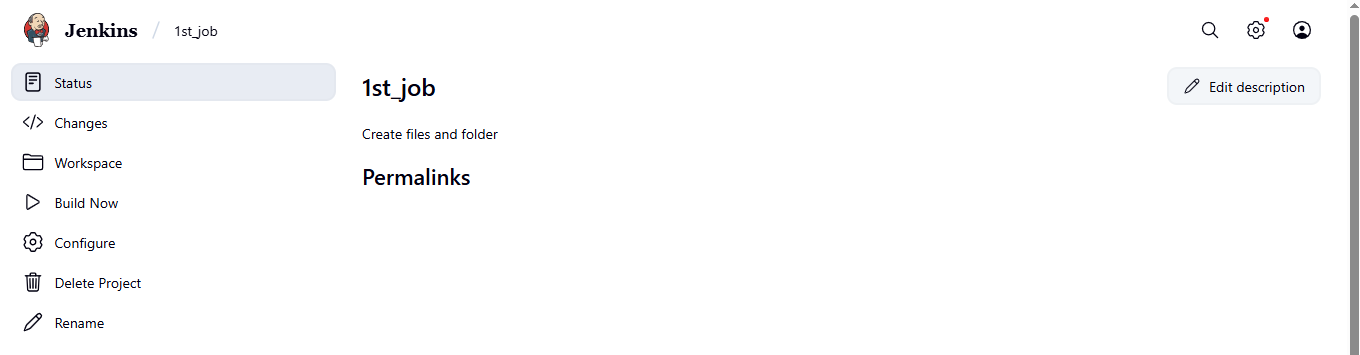 Jenkins / 1st_job
Status
Changes
Workspace
Build Now
Configure
Delete Project
Rename
1st_job
Edit description
Create files and folder
Permalinks